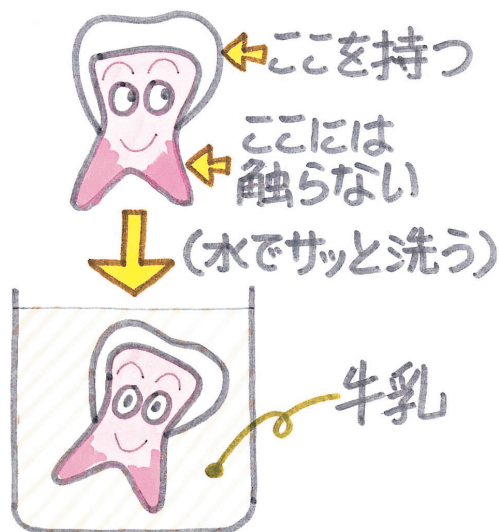 ここを持つ
ここには
触らない
(水でサッと洗う)
牛乳